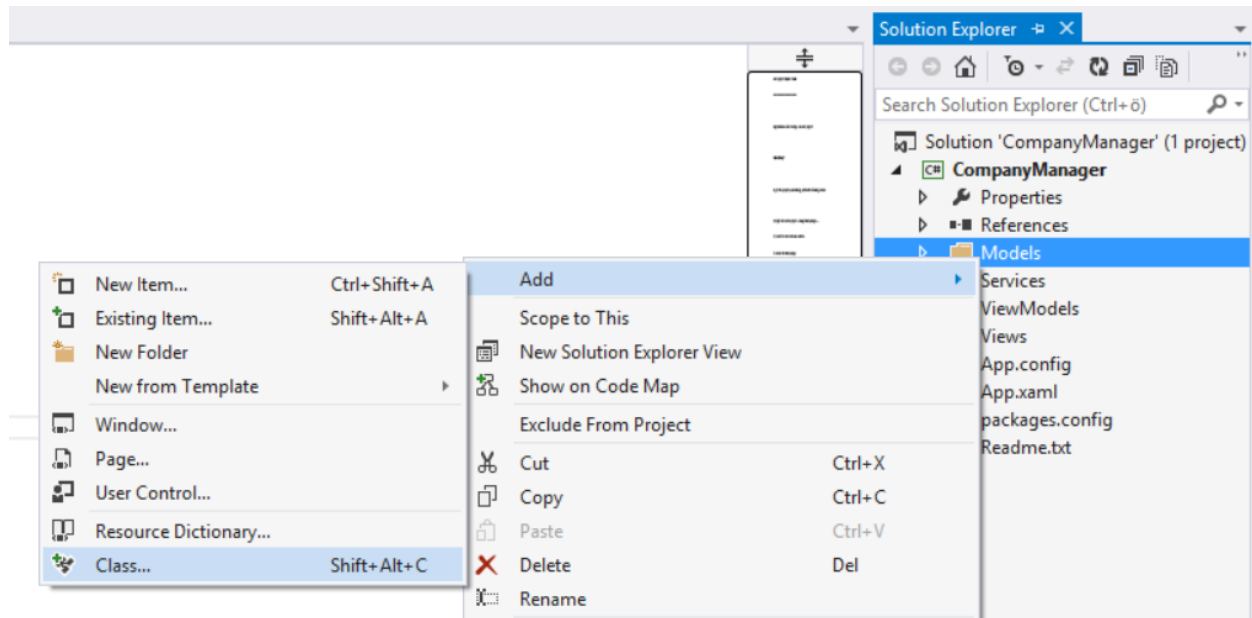 Solution Explorer
Search Solution Explorer (Ctrl+ö)
Solution 'CompanyManager' (1 project)
C# CompanyManager
Properties
References
Models
Services
ViewModels
Views
App.config
App.xaml
packages.config
Readme.txt
Add
Scope to This
New Solution Explorer View
Show on Code Map
Exclude From Project
Cut Ctrl+X
Copy Ctrl+C
Paste Ctrl+V
Delete Del
Rename
New Item... Ctrl+Shift+A
Existing Item... Shift+Alt+A
New Folder
New from Template
Window...
Page...
User Control...
Resource Dictionary...
Class... Shift+Alt+C